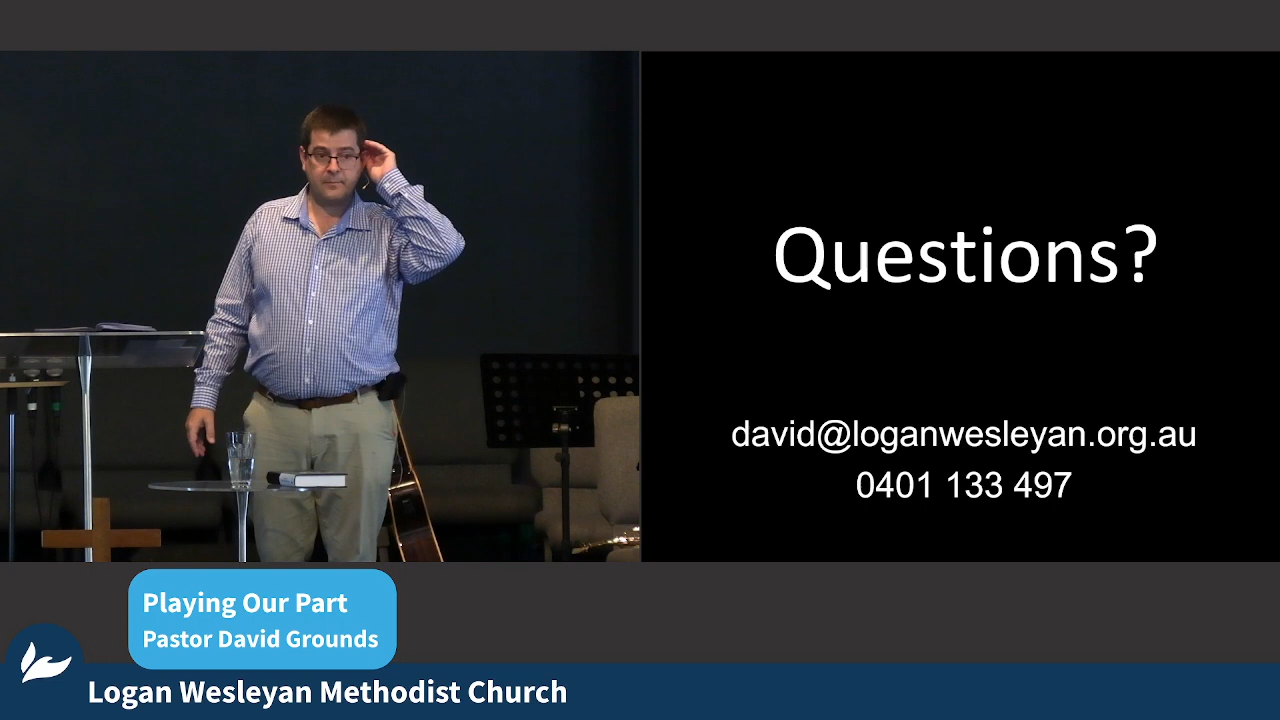 Questions?
david@loganwesleyan.org.au
0401 133 497
Playing Our Part
Pastor David Grounds
Logan Wesleyan Methodist Church